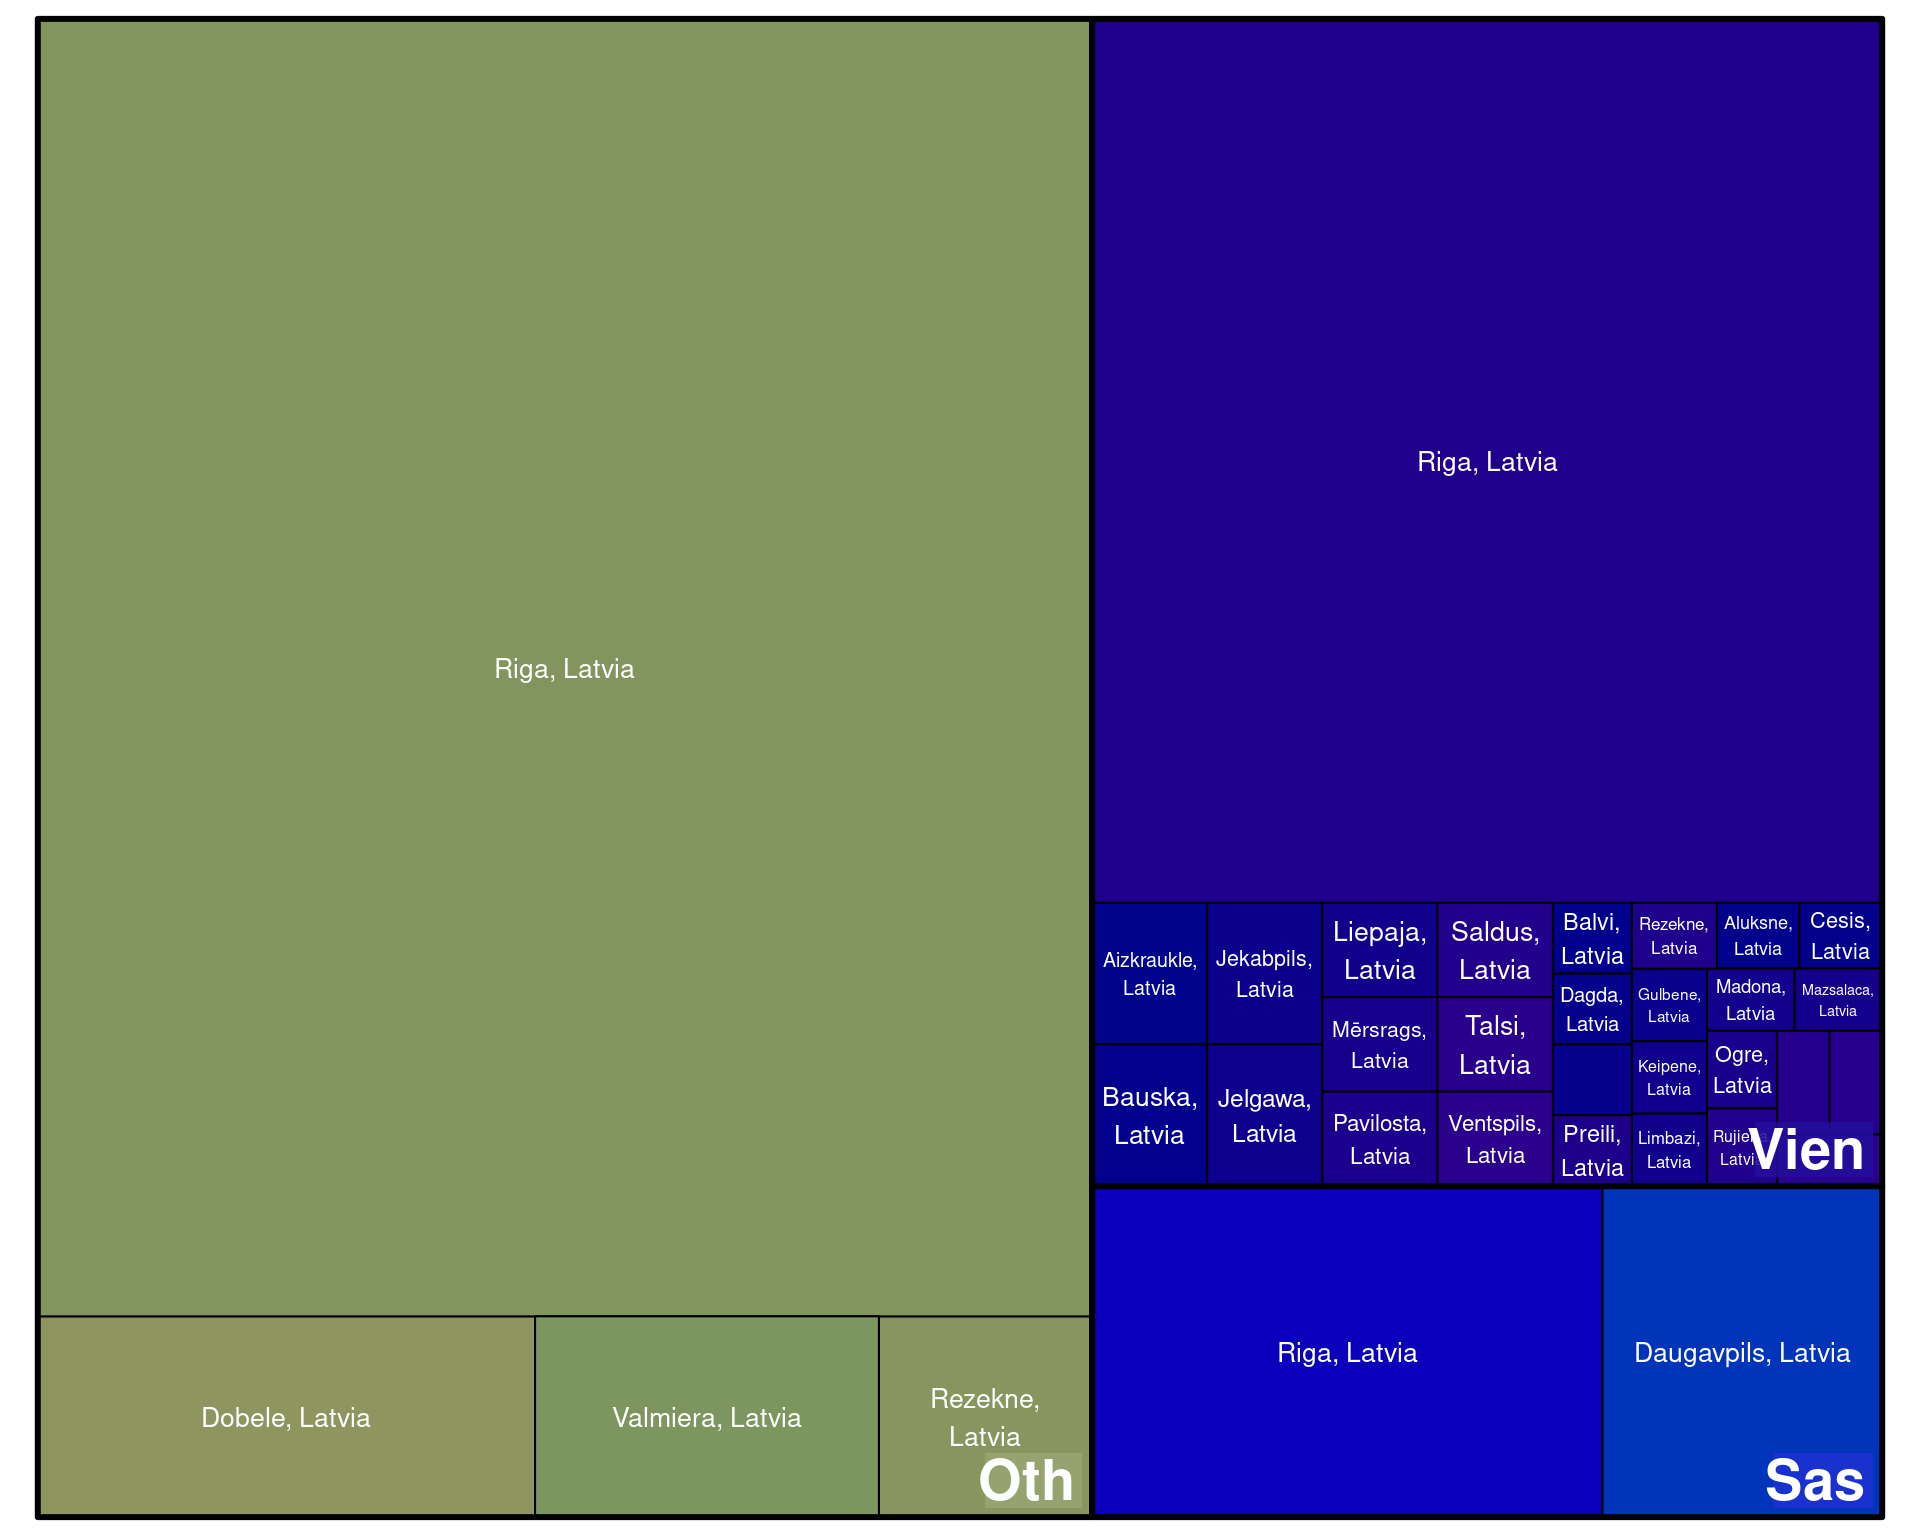 Riga, Latvia
Dobele, Latvia
Valmiera, Latvia
Rezekne,
Latvia
Oth
Riga, Latvia
Aizkraukle,
Latvia
Bauska,
Latvia
Jekabpils,
Latvia
Jelgawa,
Latvia
Liepaja,
Latvia
Mērsrags,
Latvia
Pavilosta,
Latvia
Saldus,
Latvia
Talsi,
Latvia
Ventspils,
Latvia
Balvi,
Latvia
Dagda,
Latvia
Preili,
Latvia
Rezekne,
Latvia
Aluksne,
Latvia
Cesis,
Latvia
Gulbene,
Latvia
Keipene,
Latvia
Limbazi,
Latvia
Madona,
Latvia
Mazsalaca,
Latvia
Ogre,
Latvia
Vien
Riga, Latvia
Daugavpils, Latvia
Sas